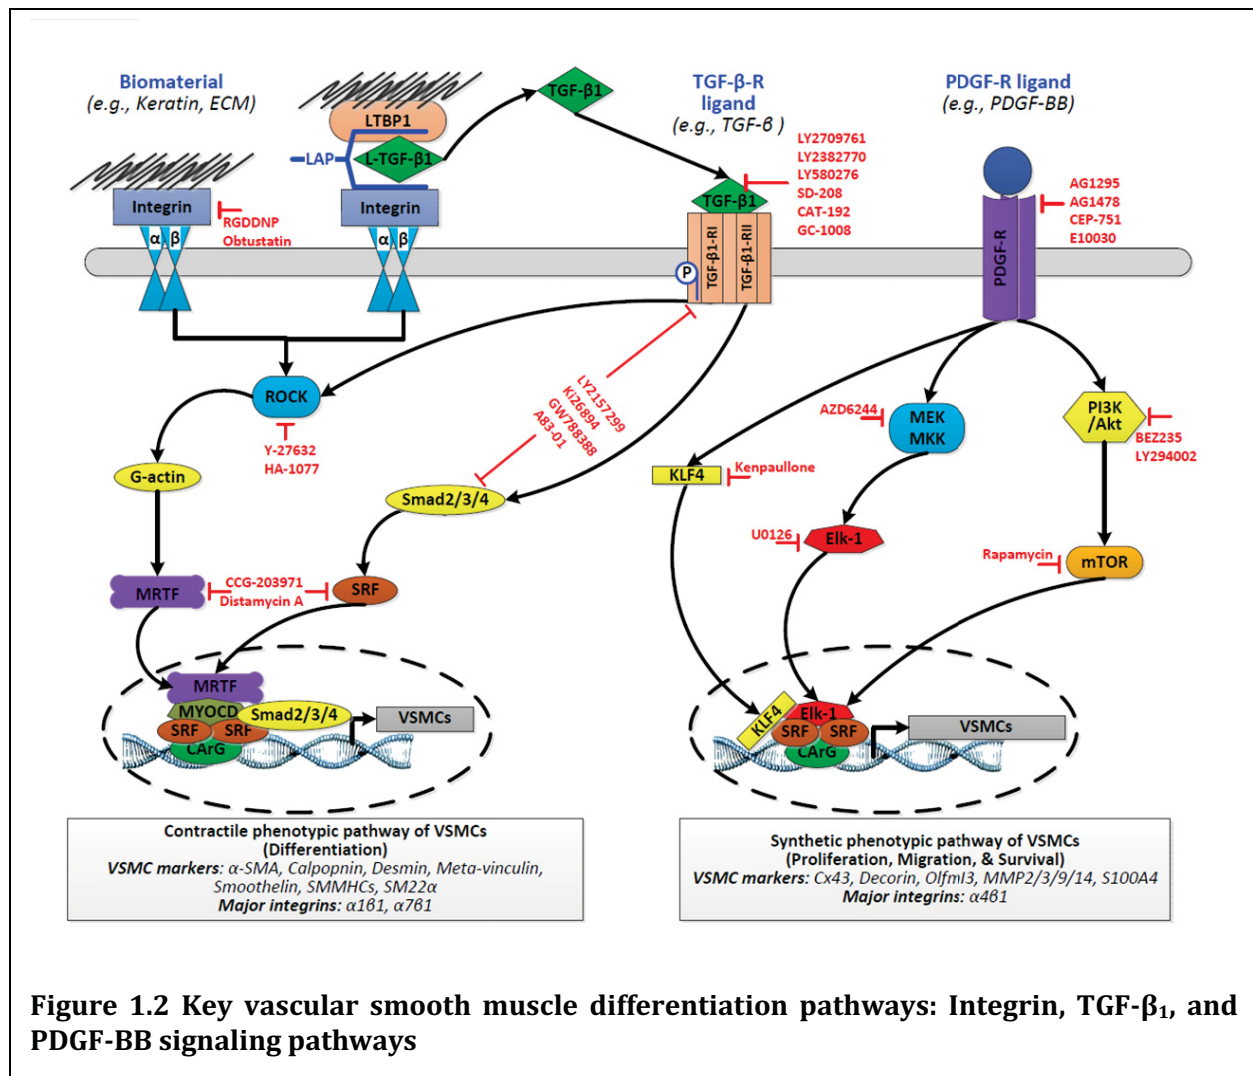 Biomaterial
(e.g., Keratin, ECM)
LTBP1
LAP
L-TGF-β1
TGF-β1
TGF-β-R
ligand
(e.g., TGF-β )
PDGF-R ligand
(e.g., PDGF-BB)
LY2709761
LY2382770
LY580276
SD-208
CAT-192
GC-1008
AG1295
AG1478
CEP-751
E10030
Integrin
RGDDNP
Obtustatin
Integrin
TGF-β1
α β
α β
P
TGF-β1-RI
TGF-β1-RII
PDGF-R
ROCK
Y-27632
HA-1077
LY2157299
Ki26894
GW788388
A83-01
AZD6244
MEK
MKK
PI3K
/Akt
BEZ235
LY294002
G-actin
Smad2/3/4
KLF4
Kenpaullone
U0126
Elk-1
Rapamycin
mTOR
MRTF
CCG-203971
Distamycin A
SRF
MRTF
MYOCD
Smad2/3/4
SRF
SRF
CArG
VSMCs
KLF4
Elk-1
SRF
SRF
CArG
VSMCs
Contractile phenotypic pathway of VSMCs
(Differentiation)
VSMC markers: α-SMA, Calpopnin, Desmin, Meta-vinculin,
Smoothelin, SMMHCs, SM22α
Major integrins: α1β1, α7β1
Synthetic phenotypic pathway of VSMCs
(Proliferation, Migration, & Survival)
VSMC markers: Cx43, Decorin, Olfml3, MMP2/3/9/14, S100A4
Major integrins: α4β1
Figure 1.2 Key vascular smooth muscle differentiation pathways: Integrin, TGF-β₁, and
PDGF-BB signaling pathways